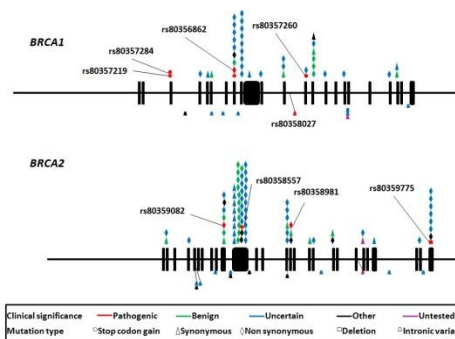 BRCA1
rs80356862
rs80357260
rs80357284
rs80357219
rs80358027
BRCA2
rs80358557
rs80359082
rs80358981
rs80359775
Clinical significance Pathogenic Benign Uncertain Other Untested
Mutation type Stop codon gain Synonymous Non synonymous Deletion Intronic varia